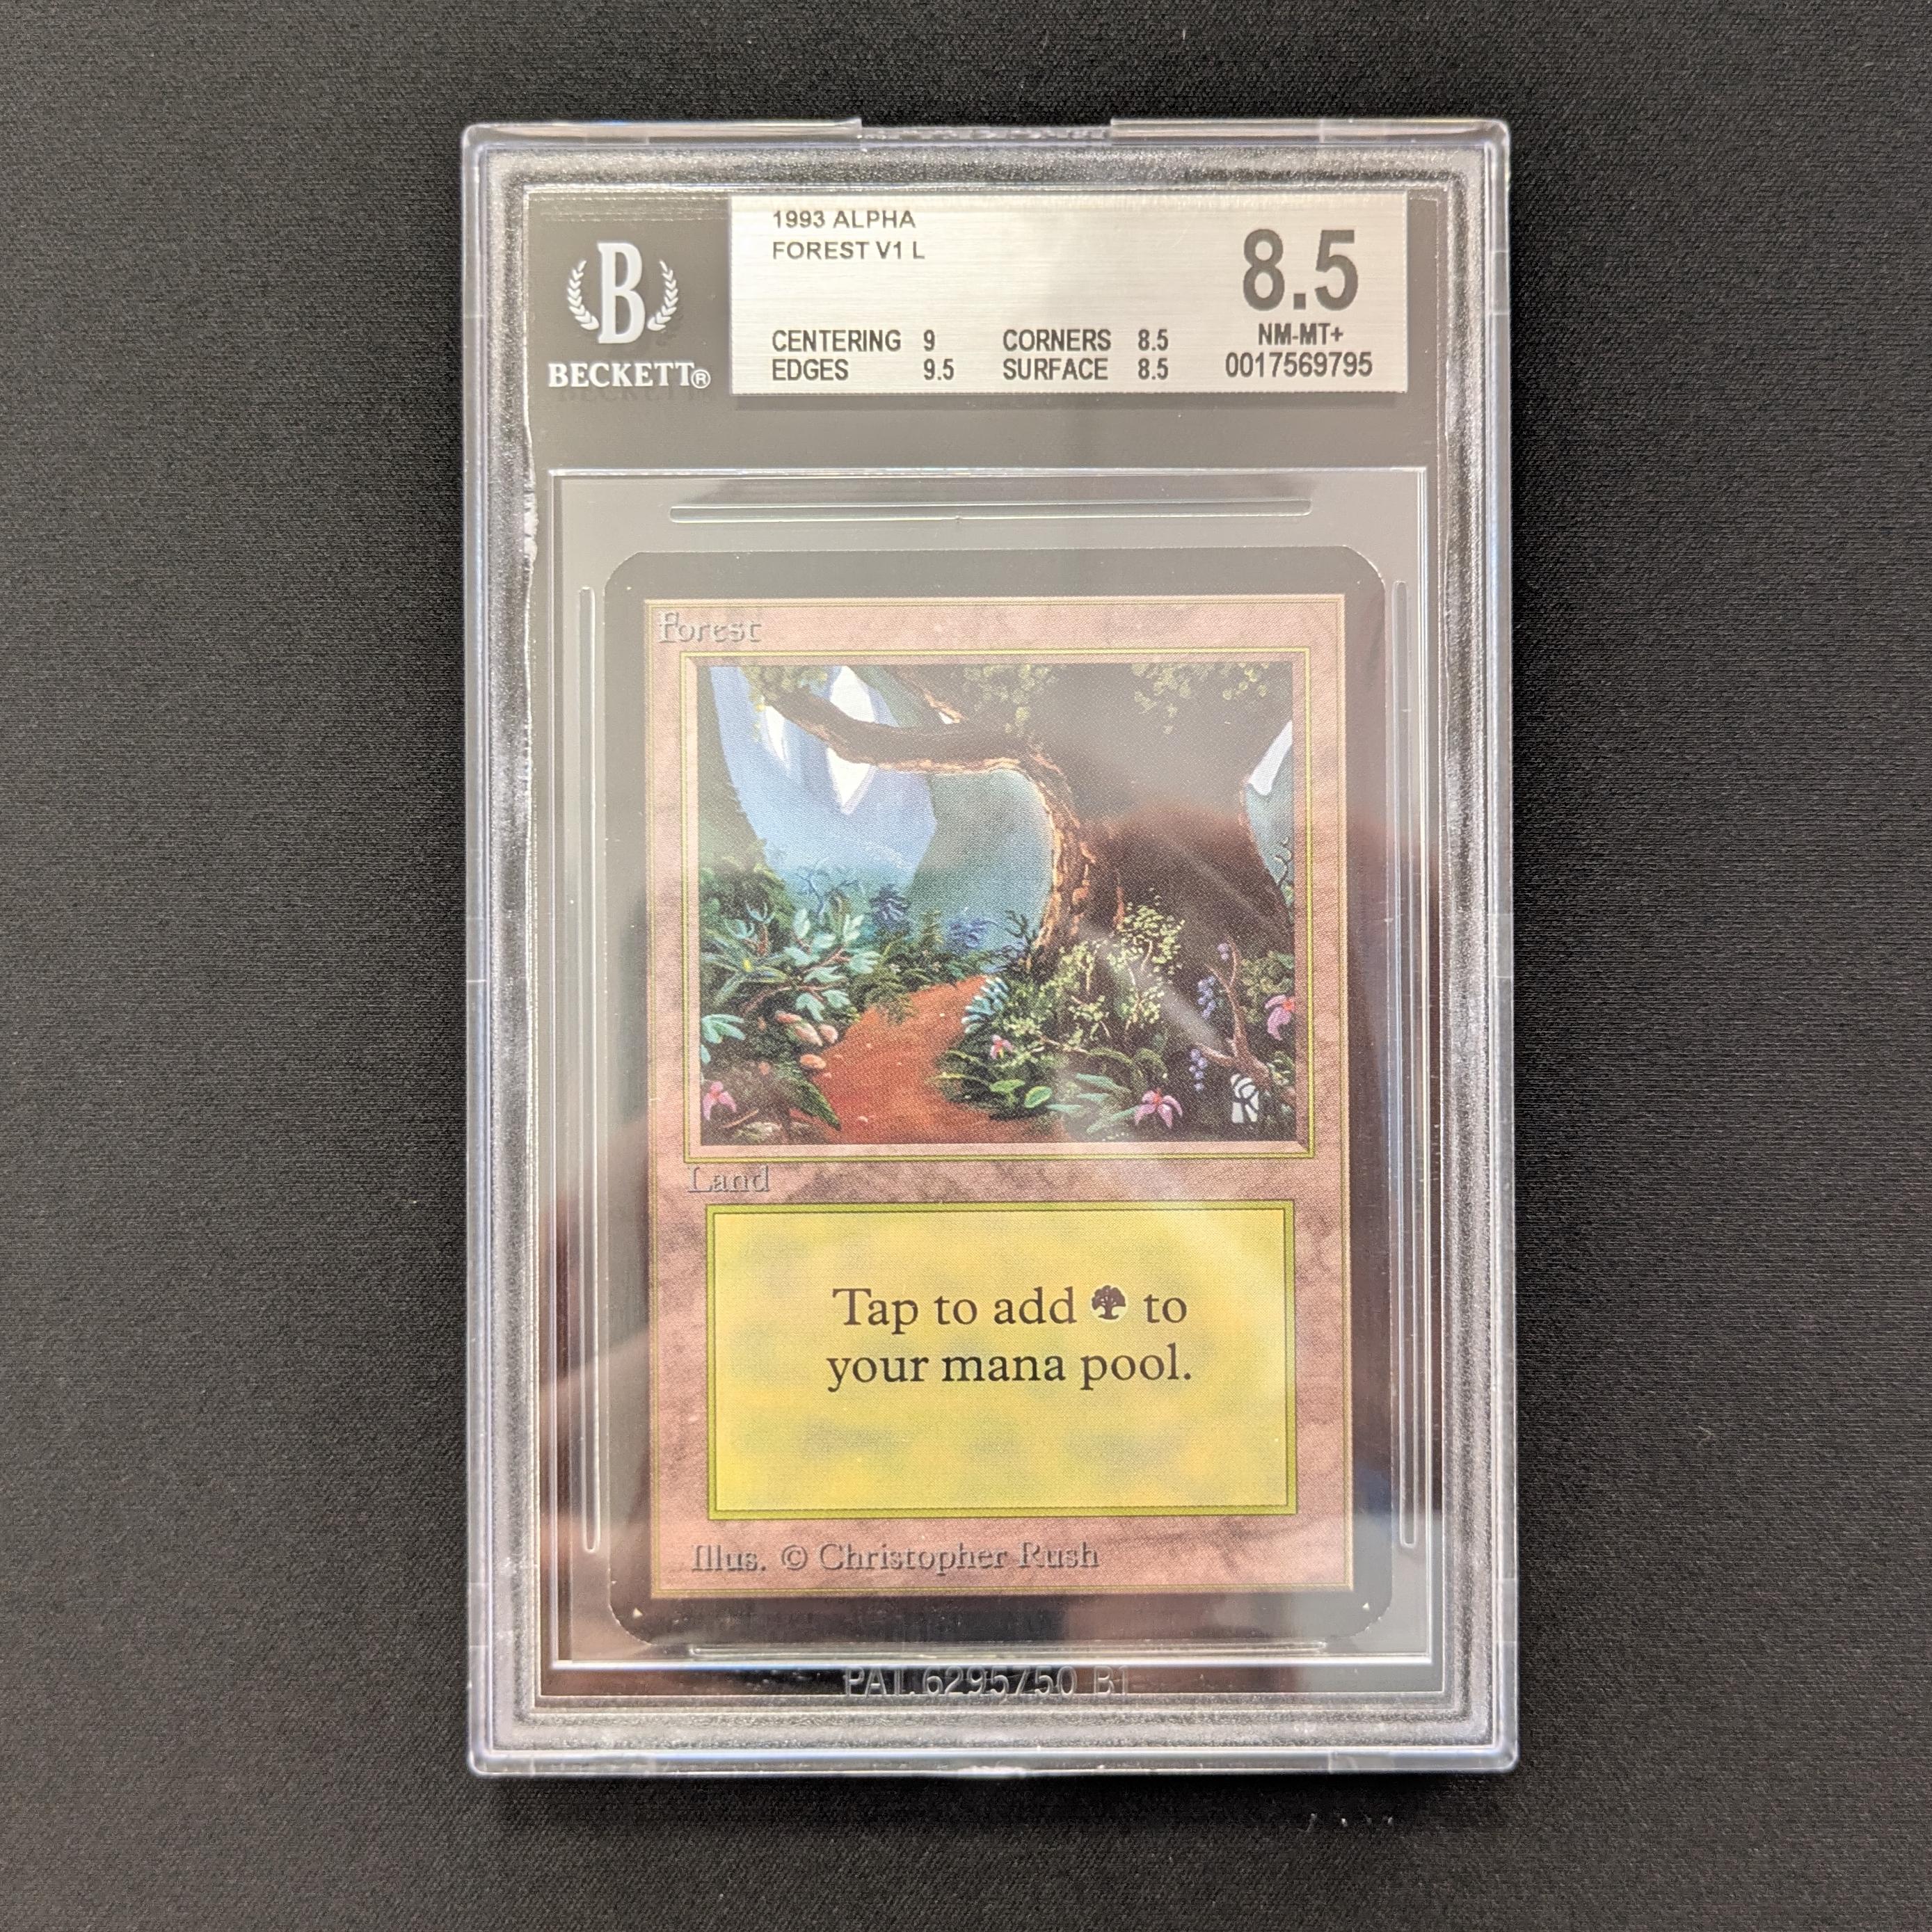 1993 ALPHA
FOREST V1 L
8.5
B
CENTERING 9 CORNERS 8.5 NM-MT+
BECKETT®
EDGES 9.5 SURFACE 8.5 0017569795
Forest
Land
Tap to add to
your mana pool.
Illus. © Christopher Rush
PAT. 6295750 B1